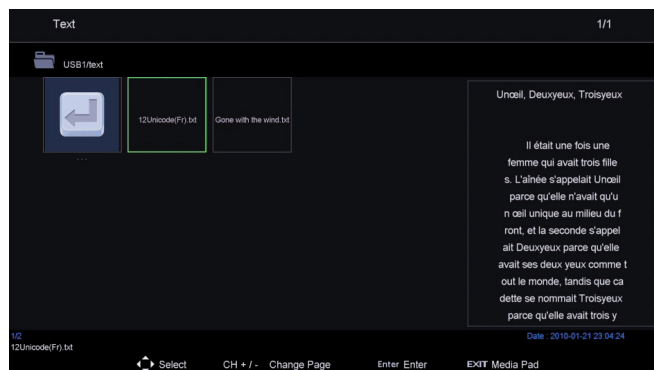 Text 1/1
USB1/text
12Unicode(Fr).txt
Gone with the wind.txt
...
Unœil, Deuxyeux, Troisyeux
Il était une fois une
femme qui avait trois fille
s. L'aînée s'appelait Unœil
parce qu'elle n'avait qu'u
n œil unique au milieu du f
ront, et la seconde s'appel
ait Deuxyeux parce qu'elle
avait ses deux yeux comme t
out le monde, tandis que ca
dette se nommait Troisyeux
parce qu'elle avait trois y
1/2
Date : 2010-01-21 23:04:24
12Unicode(Fr).txt
Select CH + / - Change Page Enter Enter EXIT Media Pad